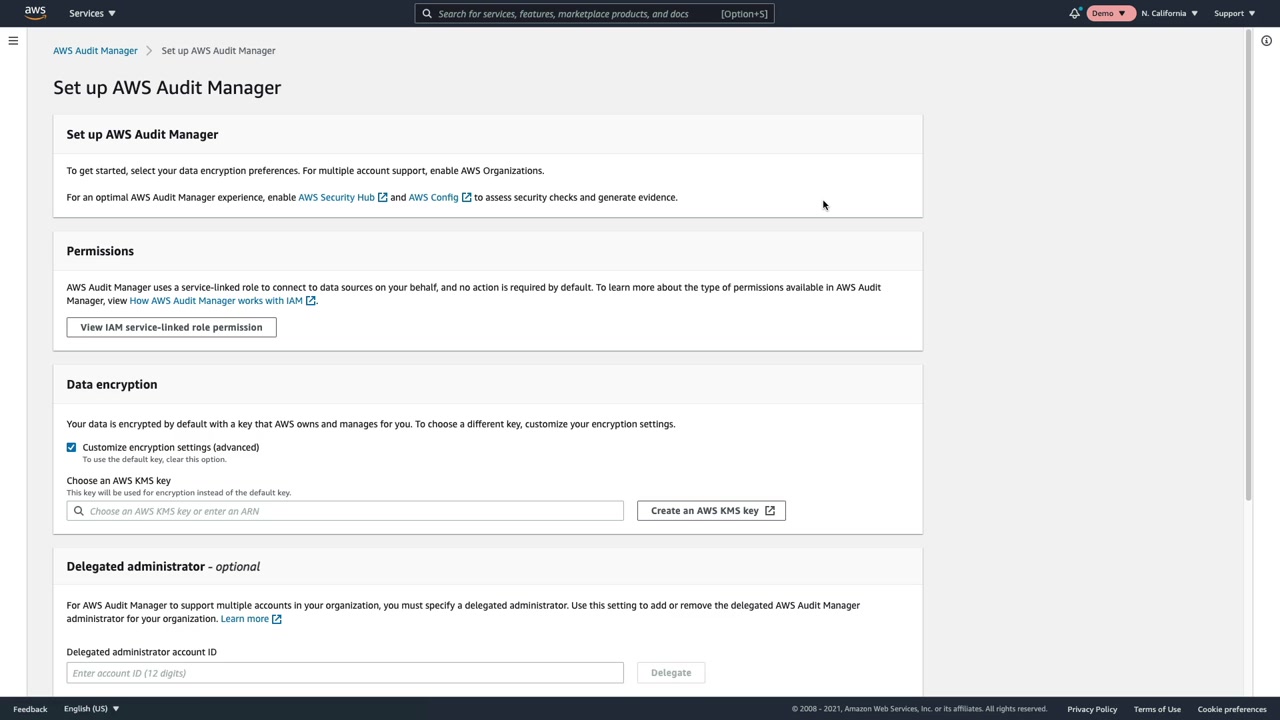 aws
Services
Search for services, features, marketplace products, and docs [Option+S]
Demo
N. California
Support
AWS Audit Manager
Set up AWS Audit Manager
Set up AWS Audit Manager
Set up AWS Audit Manager
To get started, select your data encryption preferences. For multiple account support, enable AWS Organizations.
For an optimal AWS Audit Manager experience, enable AWS Security Hub and AWS Config to assess security checks and generate evidence.
Permissions
AWS Audit Manager uses a service-linked role to connect to data sources on your behalf, and no action is required by default. To learn more about the type of permissions available in AWS Audit
Manager, view How AWS Audit Manager works with IAM.
View IAM service-linked role permission
Data encryption
Your data is encrypted by default with a key that AWS owns and manages for you. To choose a different key, customize your encryption settings.
Customize encryption settings (advanced)
To use the default key, clear this option.
Choose an AWS KMS key
This key will be used for encryption instead of the default key.
Choose an AWS KMS key or enter an ARN
Create an AWS KMS key
Delegated administrator - optional
For AWS Audit Manager to support multiple accounts in your organization, you must specify a delegated administrator. Use this setting to add or remove the delegated AWS Audit Manager
administrator for your organization. Learn more
Delegated administrator account ID
Enter account ID (12 digits)
Delegate
Feedback
English (US)
© 2008 - 2021, Amazon Web Services, Inc. or its affiliates. All rights reserved.
Privacy Policy
Terms of Use
Cookie preferences